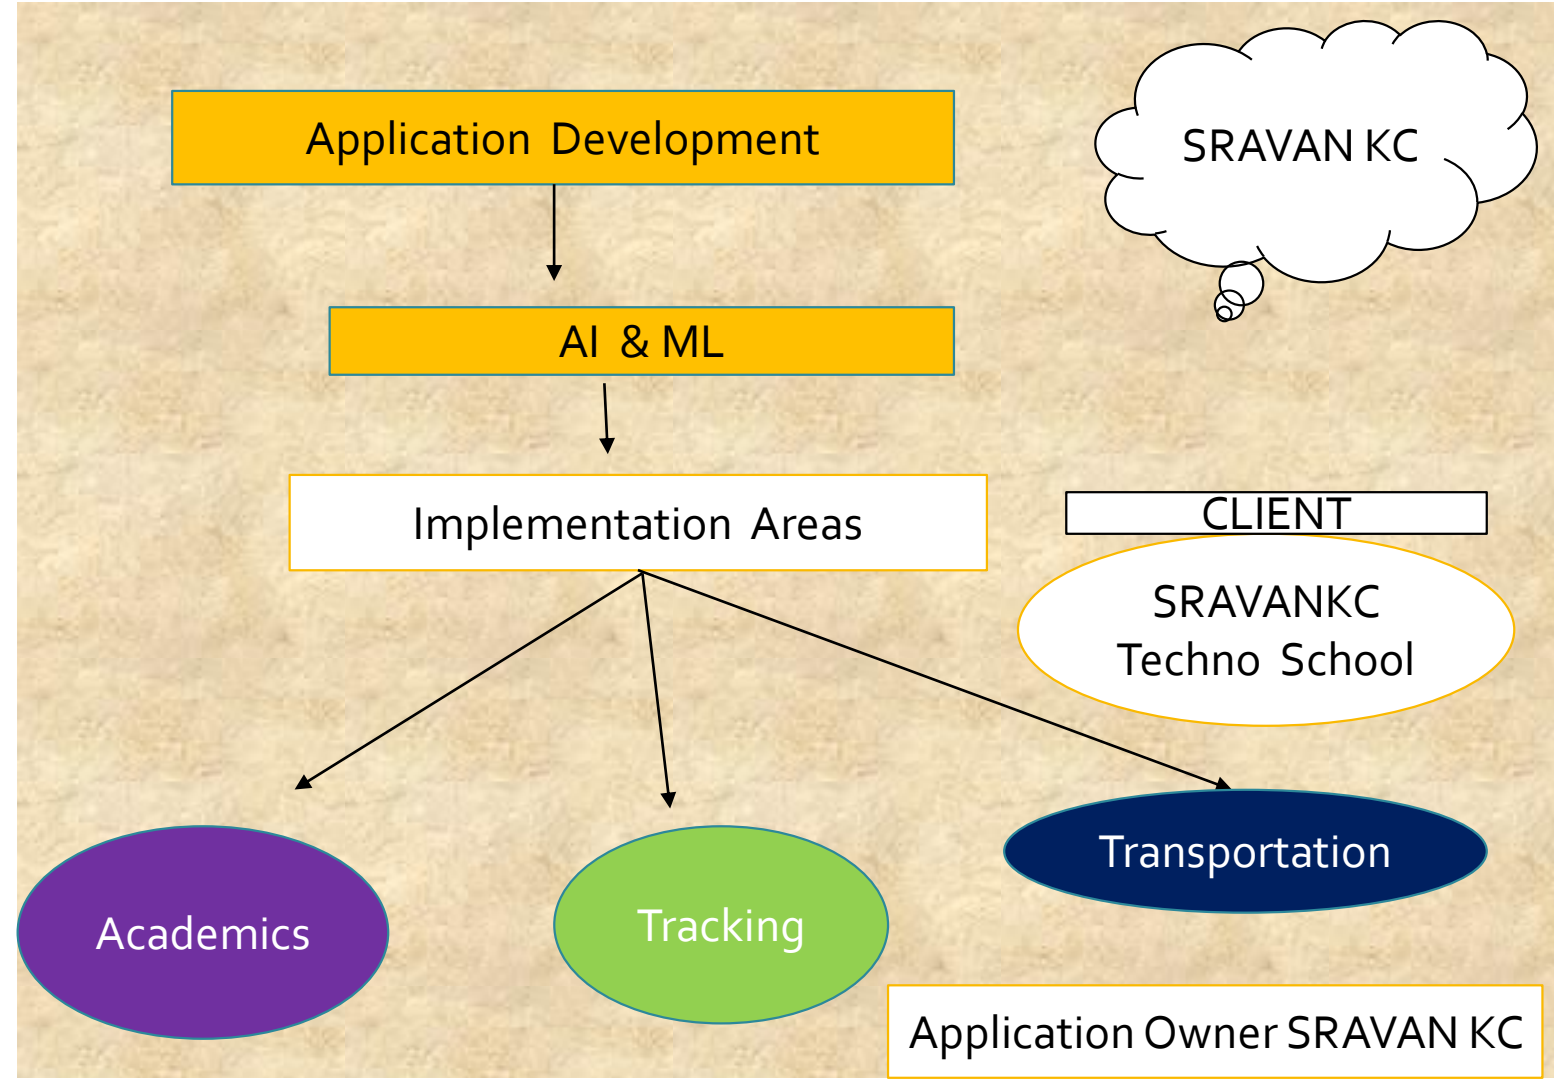 Application Development
SRAVAN KC
AI & ML
Implementation Areas
CLIENT
SRAVANKC
Techno School
Transportation
Academics
Tracking
Application Owner SRAVAN KC